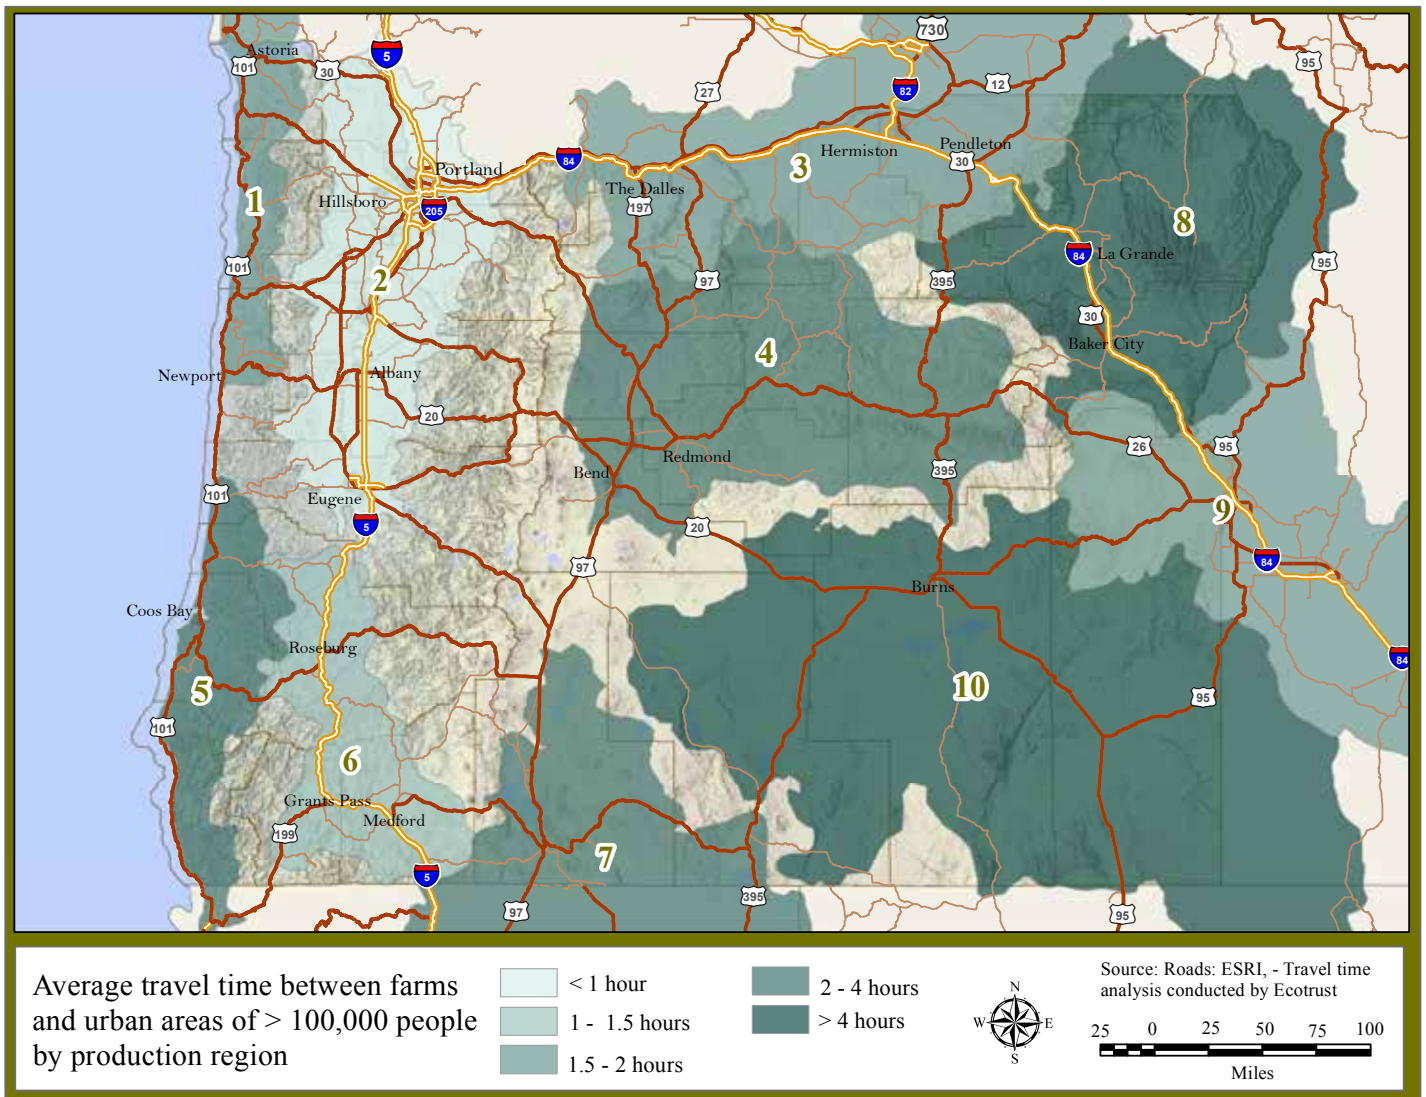 730
5
Astoria
101
30
95
82
12
27
Pendleton
Hermiston
30
84
3
Portland
The Dalles
Hillsboro
1
205
197
8
84
La Grande
95
101
2
97
395
30
Baker City
4
Newport
Albany
20
26
95
Redmond
Bend
395
101
Eugene
9
5
20
84
97
Burns
Coos Bay
Roseburg
84
5
10
95
101
6
Grants Pass
Medford
199
7
5
97
395
95
Average travel time between farms
and urban areas of > 100,000 people
by production region
< 1 hour
1 - 1.5 hours
1.5 - 2 hours
2 - 4 hours
> 4 hours
N
W
E
S
Source: Roads: ESRI, - Travel time
analysis conducted by Ecotrust
25 0 25 50 75 100
Miles